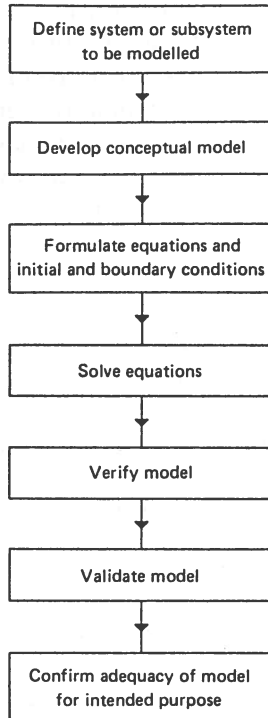 Define system or subsystem
to be modelled
Develop conceptual model
Formulate equations and
initial and boundary conditions
Solve equations
Verify model
Validate model
Confirm adequacy of model
for intended purpose